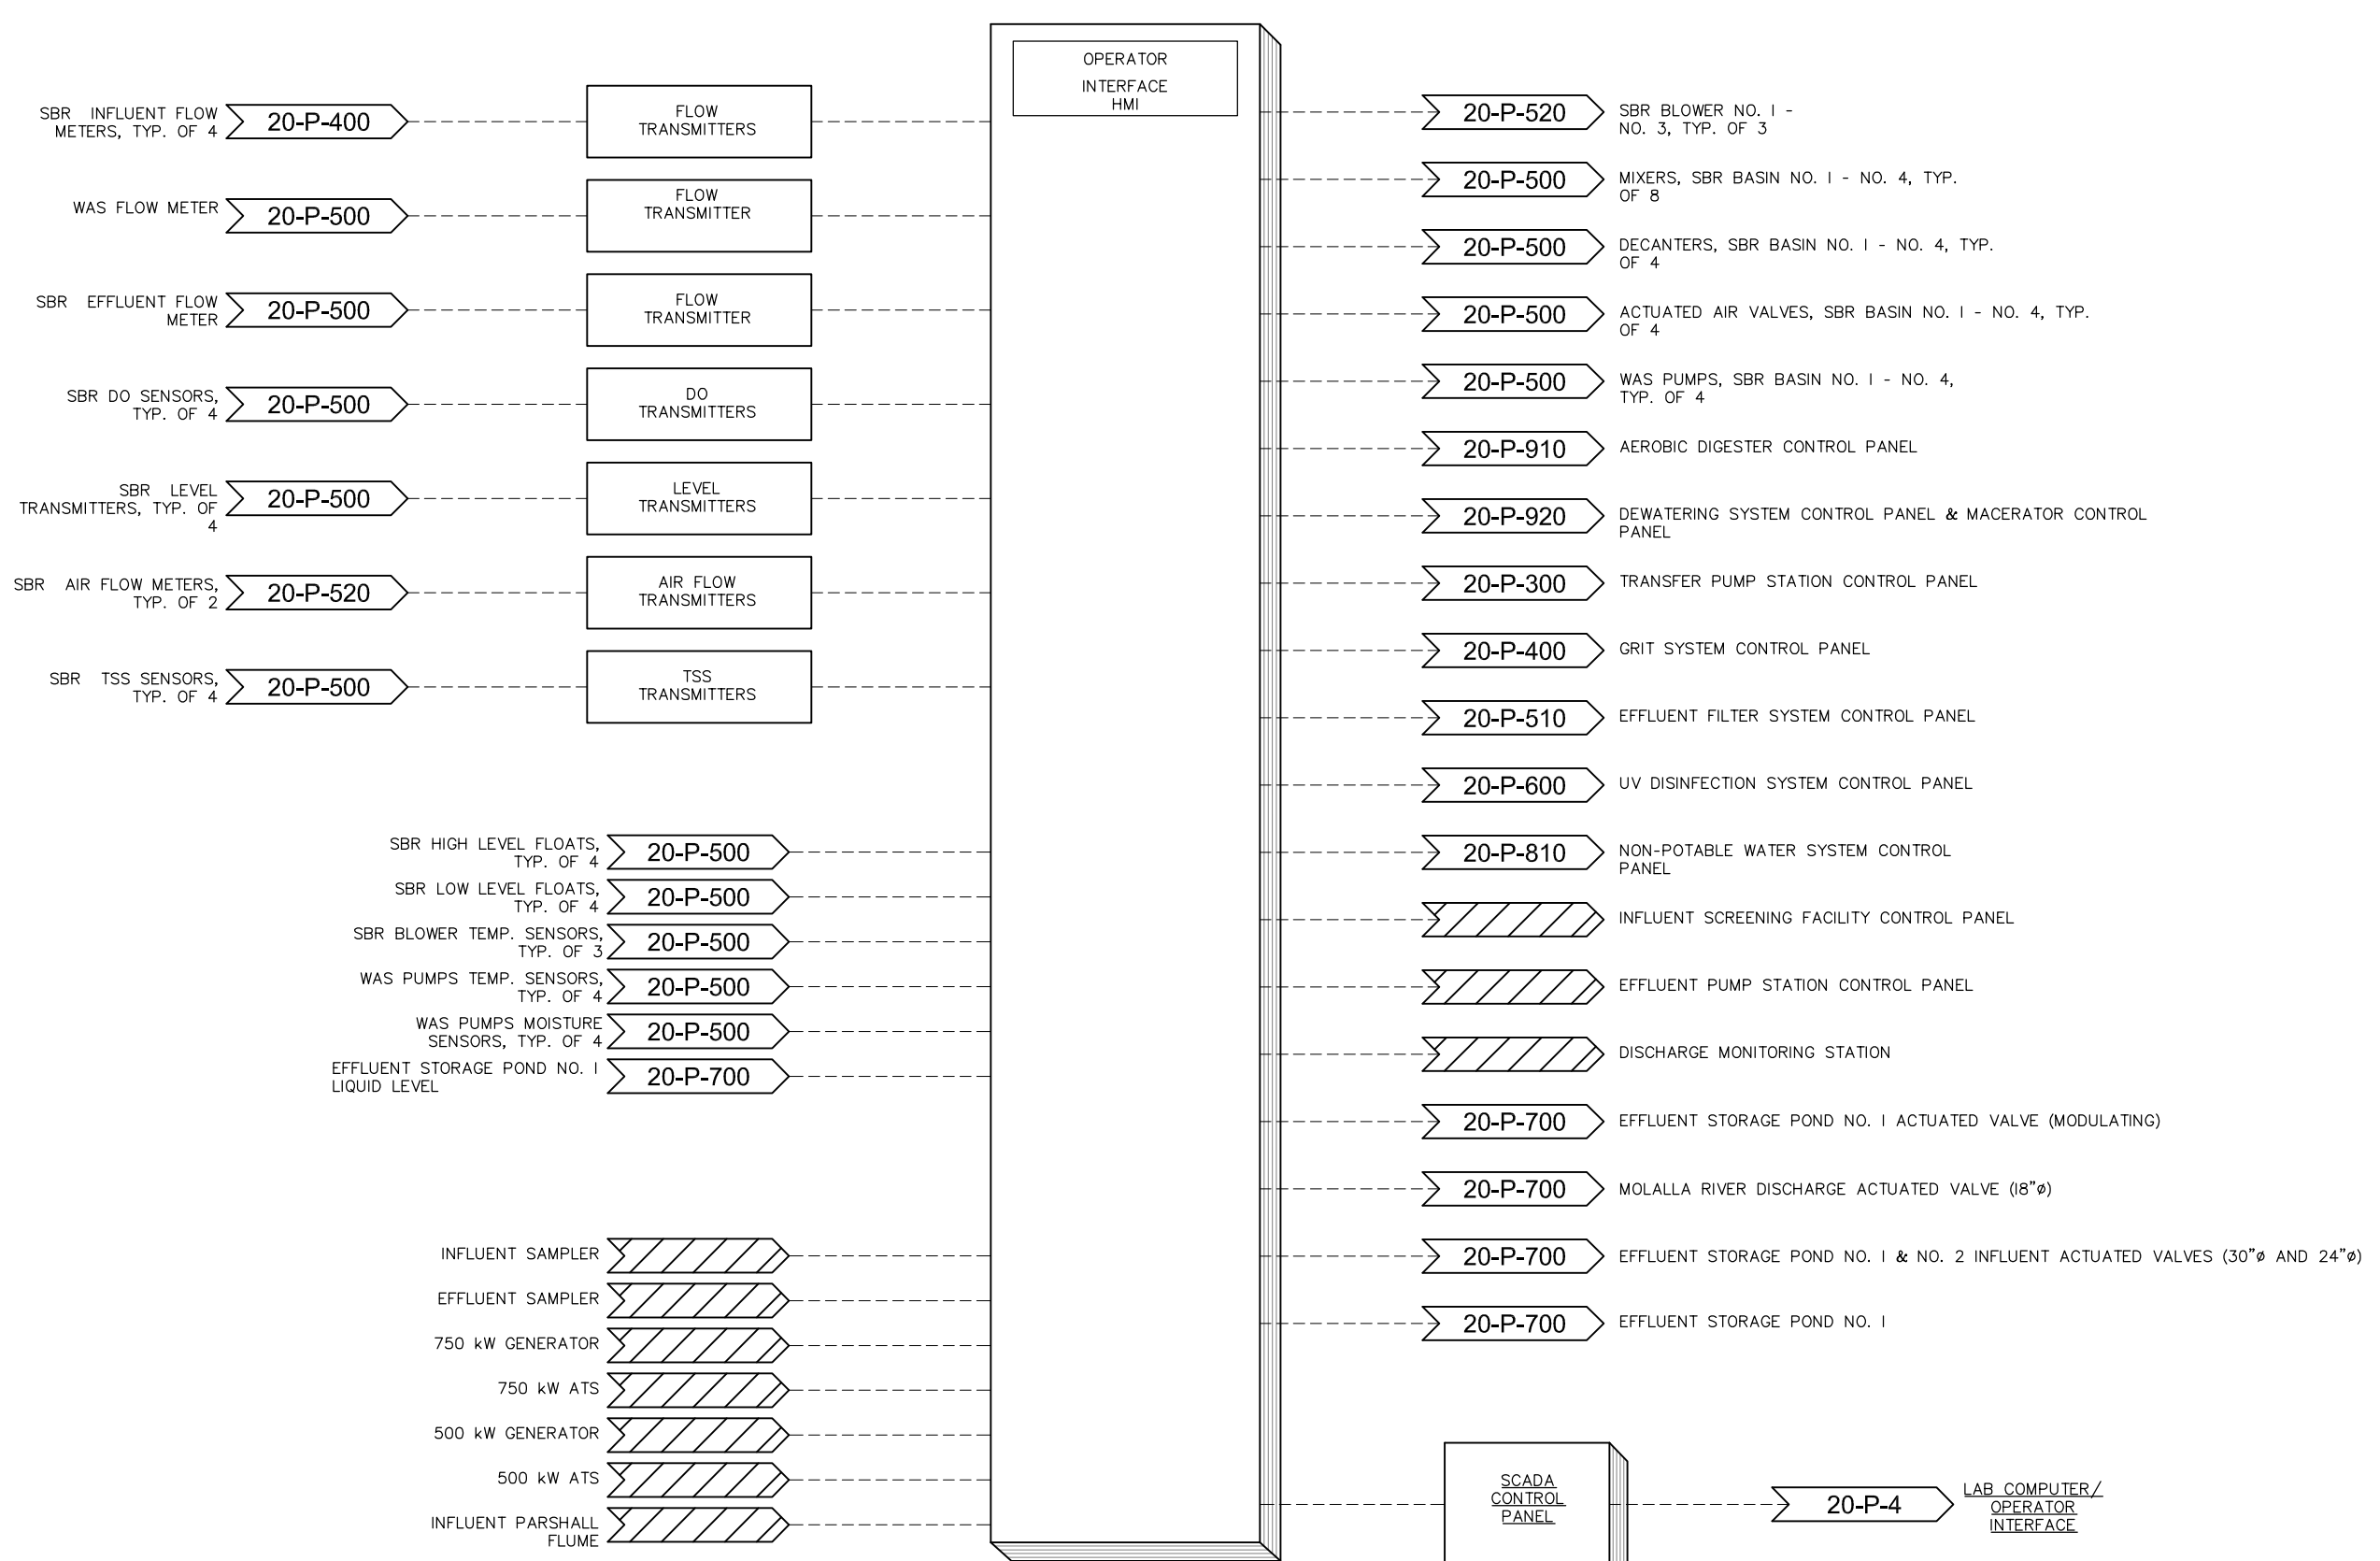 OPERATOR
INTERFACE
HMI
SBR INFLUENT FLOW
METERS, TYP. OF 4
20-P-400
FLOW
TRANSMITTERS
WAS FLOW METER
20-P-500
FLOW
TRANSMITTER
SBR EFFLUENT FLOW
METER
20-P-500
FLOW
TRANSMITTER
SBR DO SENSORS,
TYP. OF 4
20-P-500
DO
TRANSMITTERS
SBR LEVEL
TRANSMITTERS, TYP. OF
4
20-P-500
LEVEL
TRANSMITTERS
SBR AIR FLOW METERS,
TYP. OF 2
20-P-520
AIR FLOW
TRANSMITTERS
SBR TSS SENSORS,
TYP. OF 4
20-P-500
TSS
TRANSMITTERS
SBR HIGH LEVEL FLOATS,
TYP. OF 4
20-P-500
SBR LOW LEVEL FLOATS,
TYP. OF 4
20-P-500
SBR BLOWER TEMP. SENSORS,
TYP. OF 3
20-P-500
WAS PUMPS TEMP. SENSORS,
TYP. OF 4
20-P-500
WAS PUMPS MOISTURE
SENSORS, TYP. OF 4
20-P-500
EFFLUENT STORAGE POND NO. 1
LIQUID LEVEL
20-P-700
INFLUENT SAMPLER
EFFLUENT SAMPLER
750 kW GENERATOR
750 kW ATS
500 kW GENERATOR
500 kW ATS
INFLUENT PARSHALL
FLUME
20-P-520
SBR BLOWER NO. 1 -
NO. 3, TYP. OF 3
20-P-500
MIXERS, SBR BASIN NO. 1 - NO. 4, TYP.
OF 8
20-P-500
DECANTERS, SBR BASIN NO. 1 - NO. 4, TYP.
OF 4
20-P-500
ACTUATED AIR VALVES, SBR BASIN NO. 1 - NO. 4, TYP.
OF 4
20-P-500
WAS PUMPS, SBR BASIN NO. 1 - NO. 4,
TYP. OF 4
20-P-910
AEROBIC DIGESTER CONTROL PANEL
20-P-920
DEWATERING SYSTEM CONTROL PANEL & MACERATOR CONTROL
PANEL
20-P-300
TRANSFER PUMP STATION CONTROL PANEL
20-P-400
GRIT SYSTEM CONTROL PANEL
20-P-510
EFFLUENT FILTER SYSTEM CONTROL PANEL
20-P-600
UV DISINFECTION SYSTEM CONTROL PANEL
20-P-810
NON-POTABLE WATER SYSTEM CONTROL
PANEL
INFLUENT SCREENING FACILITY CONTROL PANEL
EFFLUENT PUMP STATION CONTROL PANEL
DISCHARGE MONITORING STATION
20-P-700
EFFLUENT STORAGE POND NO. 1 ACTUATED VALVE (MODULATING)
20-P-700
MOLALLA RIVER DISCHARGE ACTUATED VALVE (18"ø)
20-P-700
EFFLUENT STORAGE POND NO. 1 & NO. 2 INFLUENT ACTUATED VALVES (30"ø AND 24"ø)
20-P-700
EFFLUENT STORAGE POND NO. 1
SCADA
CONTROL
PANEL
20-P-4
LAB COMPUTER/
OPERATOR
INTERFACE